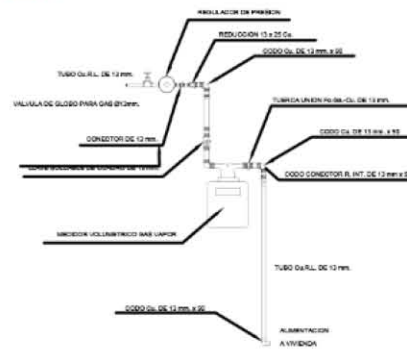 REGULADOR DE PRESION
REDUCCION 13 x 25 Cu.
CODO Cu. DE 13 mm. x 90
TUBO Cu.R.L. DE 13 mm.
VALVULA DE GLOBO PARA GAS Ø13mm.
TUERCA UNION Fo.Ga.-Cu. DE 13 mm.
CONECTOR DE 13 mm.
CODO Cu. DE 13 mm. x 90
CODO CONECTOR R. INT. DE 13 mm x
MEDIDOR VOLUMETRICO GAS VAPOR
TUBO Cu.R.L. DE 13 mm.
CODO Cu. DE 13 mm. x 90
ALIMENTACION
A VIVIENDA